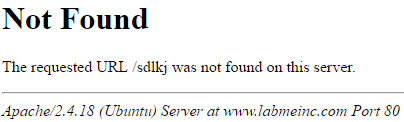 Not Found
The requested URL /sdlkj was not found on this server.
Apache/2.4.18 (Ubuntu) Server at www.labmeinc.com Port 80